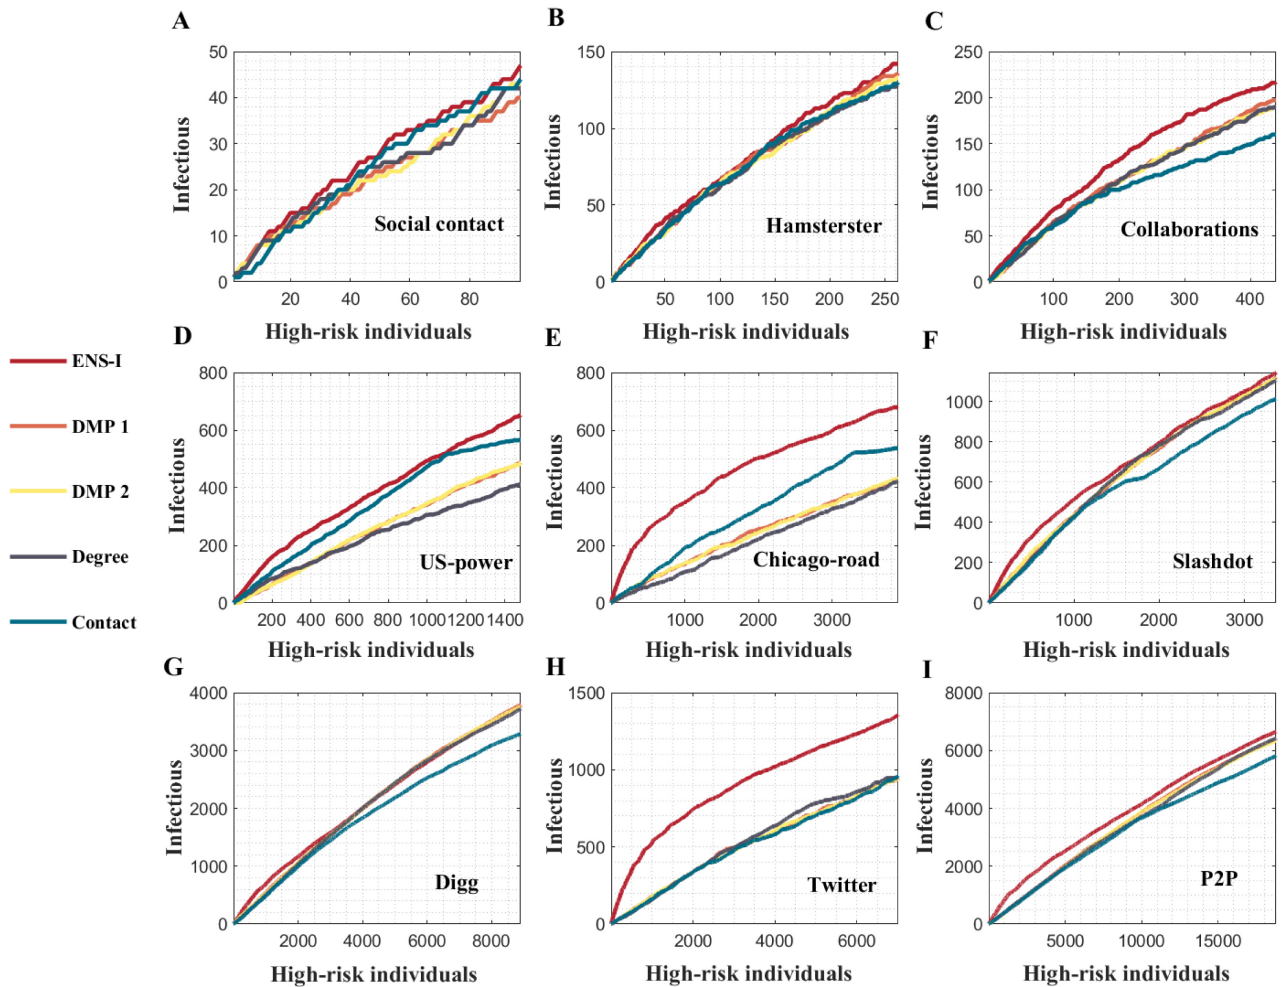 A
50
40
30
20
10
0
Infectious
Social contact
20 40 60 80
High-risk individuals
B
150
100
50
0
Infectious
Hamsterster
50 100 150 200 250
High-risk individuals
C
250
200
150
100
50
0
Infectious
Collaborations
100 200 300 400
High-risk individuals
ENS-I
DMP 1
DMP 2
Degree
Contact
D
800
600
400
200
0
Infectious
US-power
200 400 600 800 1000 1200 1400
High-risk individuals
E
800
600
400
200
0
Infectious
Chicago-road
1000 2000 3000
High-risk individuals
F
1000
800
600
400
200
0
Infectious
Slashdot
1000 2000 3000
High-risk individuals
G
4000
3000
2000
1000
0
Infectious
Digg
2000 4000 6000 8000
High-risk individuals
H
1500
1000
500
0
Infectious
Twitter
2000 4000 6000
High-risk individuals
I
8000
6000
4000
2000
0
Infectious
P2P
5000 10000 15000
High-risk individuals